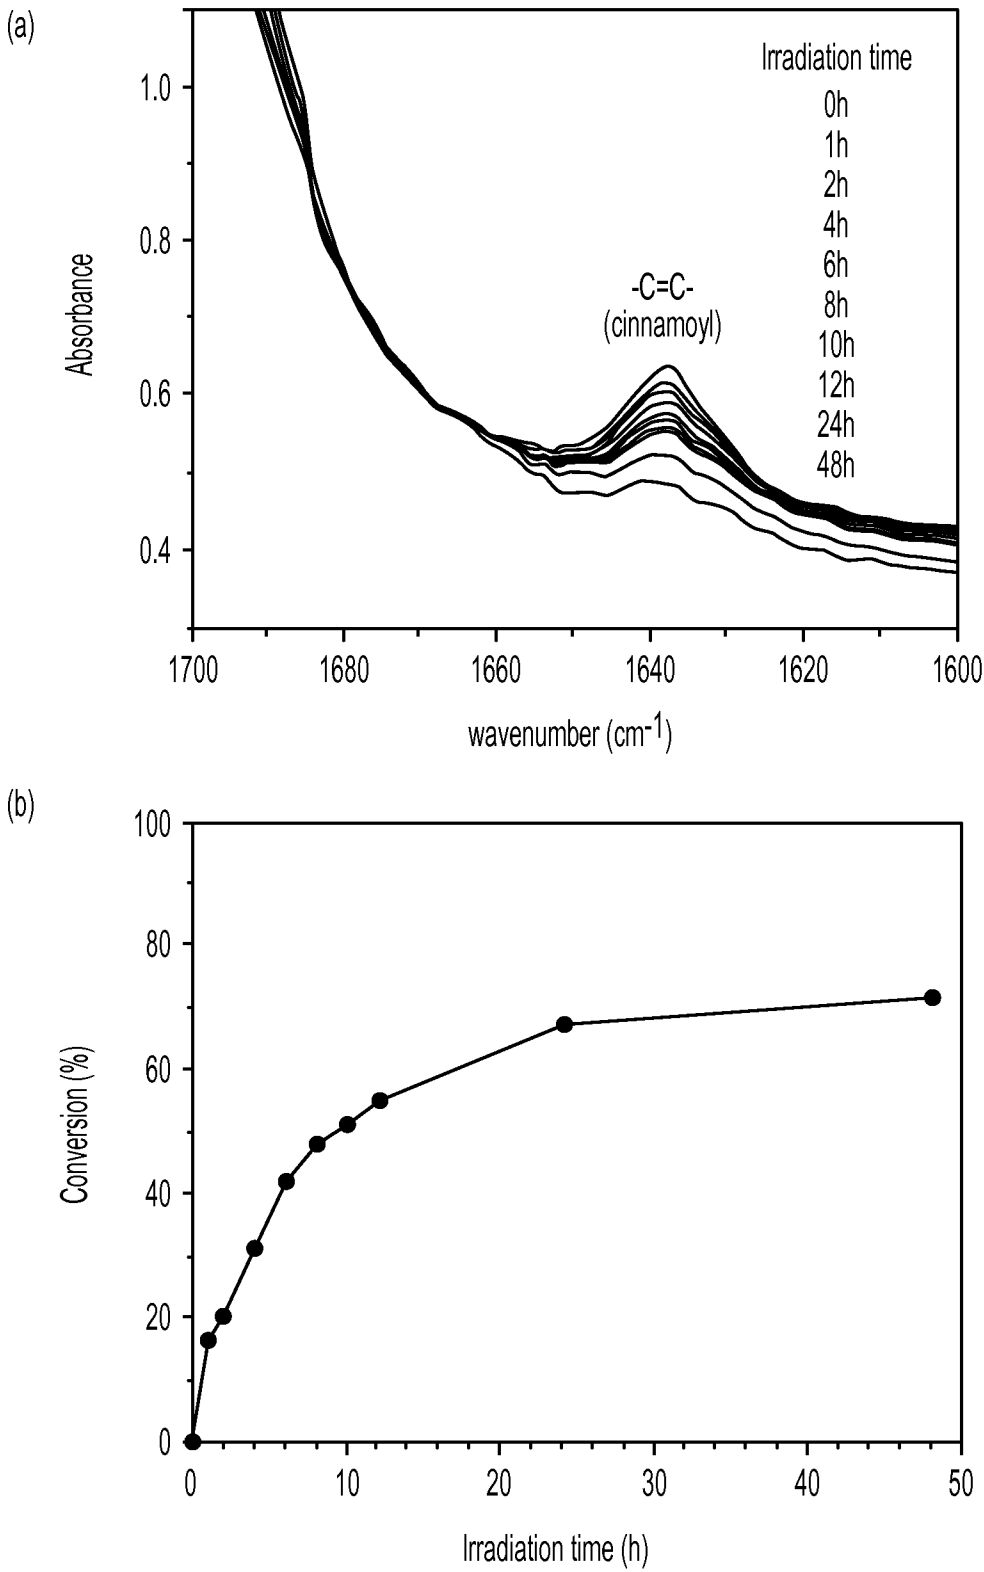 (a)
Irradiation time
0h
1h
2h
4h
6h
8h
10h
12h
24h
48h
-C=C-
(cinnamoyl)
Absorbance
1.0
0.8
0.6
0.4
1700
1680
1660
1640
1620
1600
wavenumber (cm-1)
(b)
Conversion (%)
100
80
60
40
20
0
0
10
20
30
40
50
Irradiation time (h)